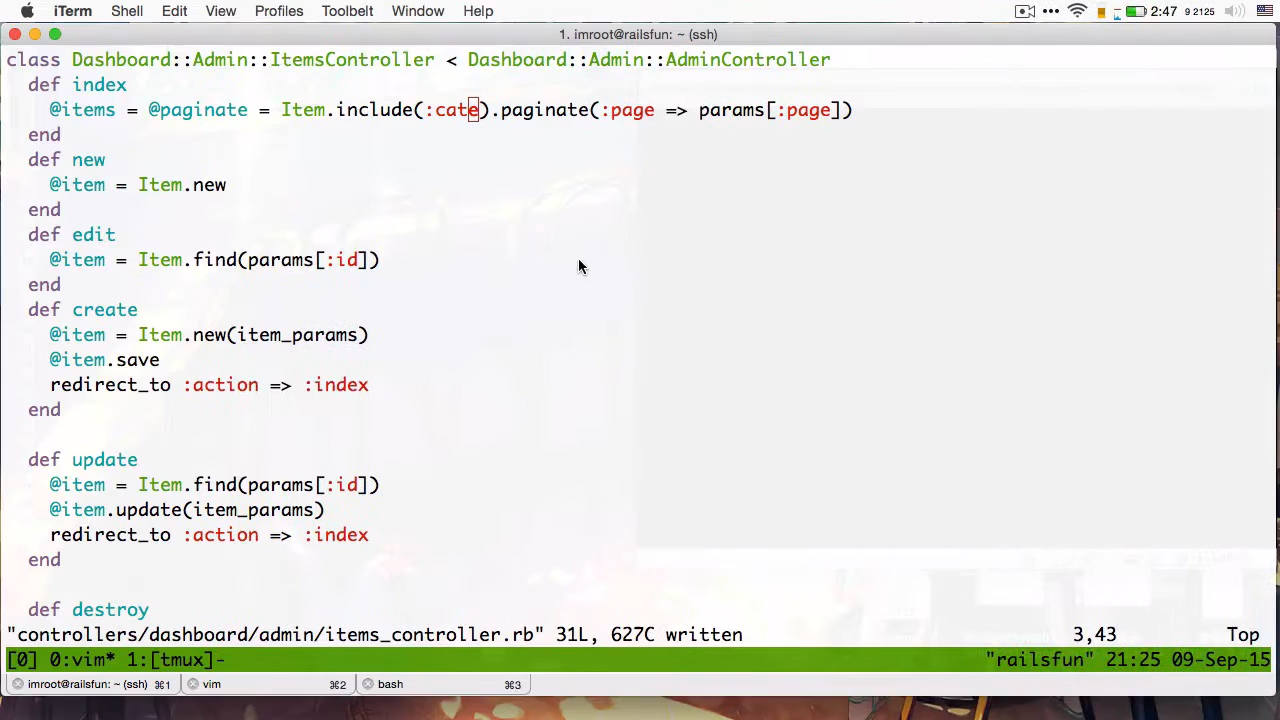 iTerm Shell Edit View Profiles Toolbelt Window Help 2:47 9 2125
1. imroot@railsfun: ~ (ssh)
class Dashboard::Admin::ItemsController < Dashboard::Admin::AdminController
  def index
    @items = @paginate = Item.include(:cate).paginate(:page => params[:page])
  end
  def new
    @item = Item.new
  end
  def edit
    @item = Item.find(params[:id])
  end
  def create
    @item = Item.new(item_params)
    @item.save
    redirect_to :action => :index
  end
  def update
    @item = Item.find(params[:id])
    @item.update(item_params)
    redirect_to :action => :index
  end
  def destroy
"controllers/dashboard/admin/items_controller.rb" 31L, 627C written 3,43 Top
[0] 0:vim* 1:[tmux]- "railsfun" 21:25 09-Sep-15
imroot@railsfun: ~ (ssh) ⌘1 vim ⌘2 bash ⌘3